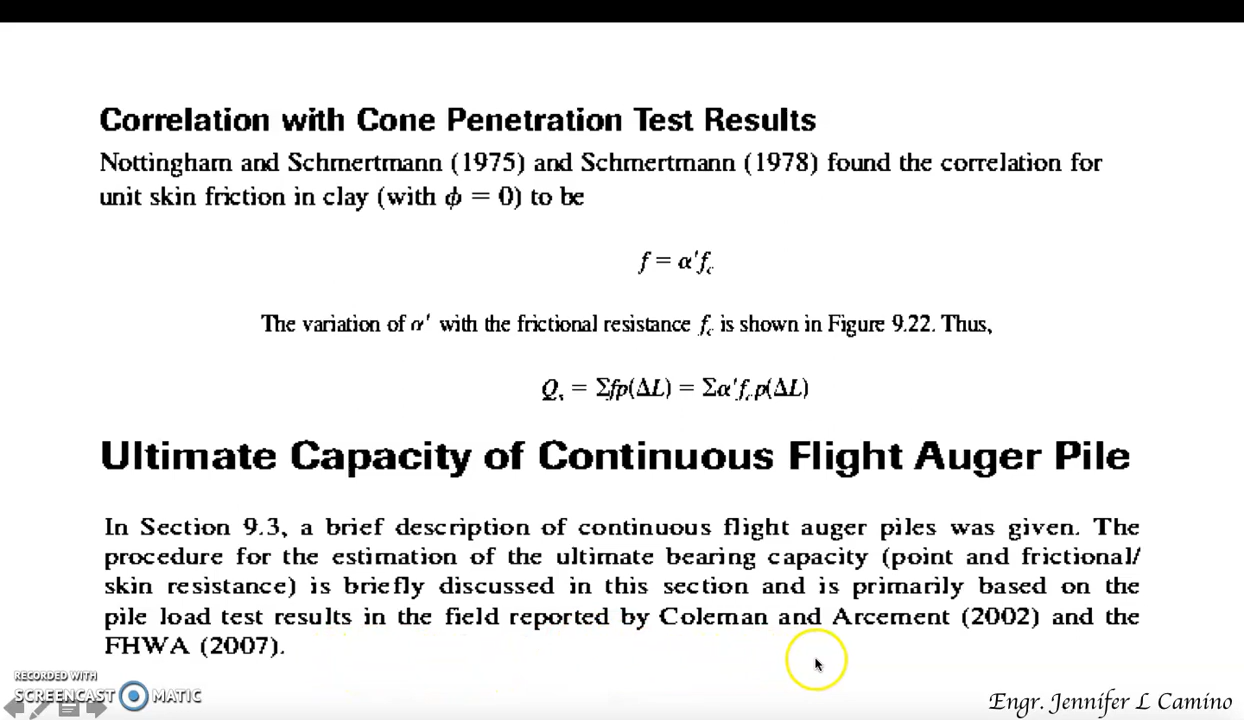 Correlation with Cone Penetration Test Results
Nottingham and Schmertmann (1975) and Schmertmann (1978) found the correlation for
unit skin friction in clay (with ϕ = 0) to be
f = α′f_c
The variation of α′ with the frictional resistance f_c is shown in Figure 9.22. Thus,
Q_s = Σfp(ΔL) = Σα′f_c p(ΔL)
Ultimate Capacity of Continuous Flight Auger Pile
In Section 9.3, a brief description of continuous flight auger piles was given. The
procedure for the estimation of the ultimate bearing capacity (point and frictional/
skin resistance) is briefly discussed in this section and is primarily based on the
pile load test results in the field reported by Coleman and Arcement (2002) and the
FHWA (2007).
RECORDED WITH
SCREENCAST MATIC
Engr. Jennifer L Camino